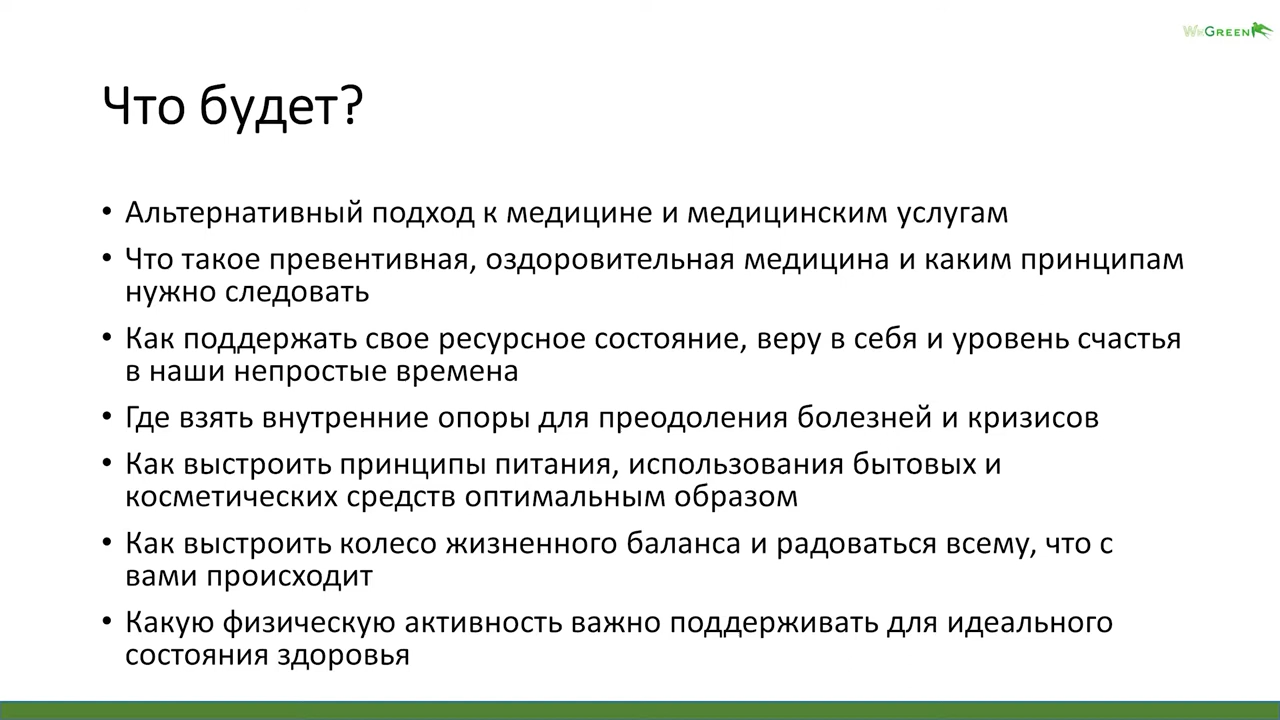 WnGreen
Что будет?
• Альтернативный подход к медицине и медицинским услугам
• Что такое превентивная, оздоровительная медицина и каким принципам
нужно следовать
• Как поддержать свое ресурсное состояние, веру в себя и уровень счастья
в наши непростые времена
• Где взять внутренние опоры для преодоления болезней и кризисов
• Как выстроить принципы питания, использования бытовых и
косметических средств оптимальным образом
• Как выстроить колесо жизненного баланса и радоваться всему, что с
вами происходит
• Какую физическую активность важно поддерживать для идеального
состояния здоровья